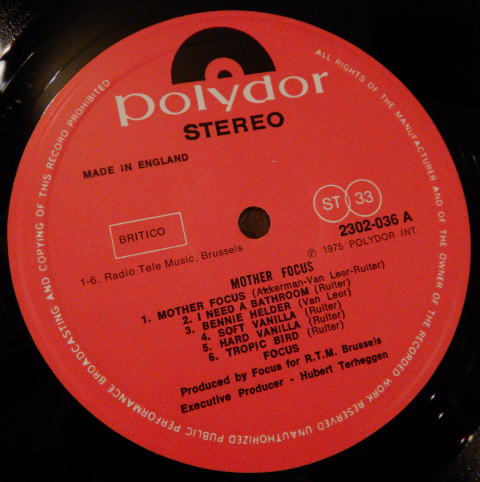 polydor
STEREO
MADE IN ENGLAND
BRITICO
ST 33
2302-036 A
℗ 1975 POLYDOR INT.
1-6. Radio Tele Music, Brussels
MOTHER FOCUS
1. MOTHER FOCUS (Akkerman-Van Leer-Ruiter)
2. I NEED A BATHROOM (Ruiter)
3. BENNIE HELDER (Van Leer)
4. SOFT VANILLA (Ruiter)
5. HARD VANILLA (Ruiter)
6. TROPIC BIRD (Ruiter)
FOCUS
Produced by Focus for R.T.M. Brussels
Executive Producer - Hubert Terheggen
ALL RIGHTS OF THE MANUFACTURER AND OF THE OWNER OF THE RECORDED WORK RESERVED UNAUTHORIZED PUBLIC PERFORMANCE BROADCASTING AND COPYING OF THIS RECORD PROHIBITED